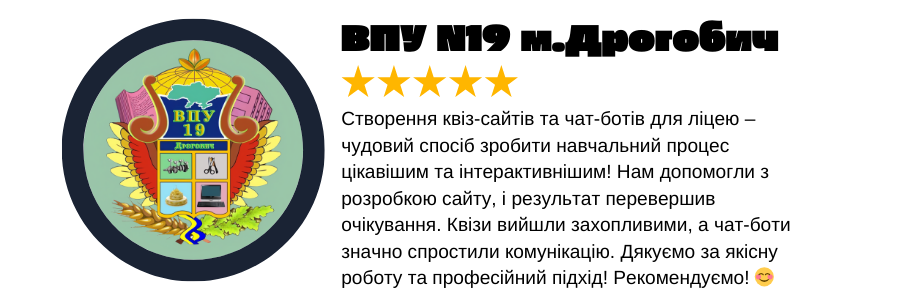 ВПУ N19 м.Дрогобич
ВПУ
19
Дрогобич
Створення квіз-сайтів та чат-ботів для ліцею –
чудовий спосіб зробити навчальний процес
цікавішим та інтерактивнішим! Нам допомогли з
розробкою сайту, і результат перевершив
очікування. Квізи вийшли захопливими, а чат-боти
значно спростили комунікацію. Дякуємо за якісну
роботу та професійний підхід! Рекомендуємо! 😊